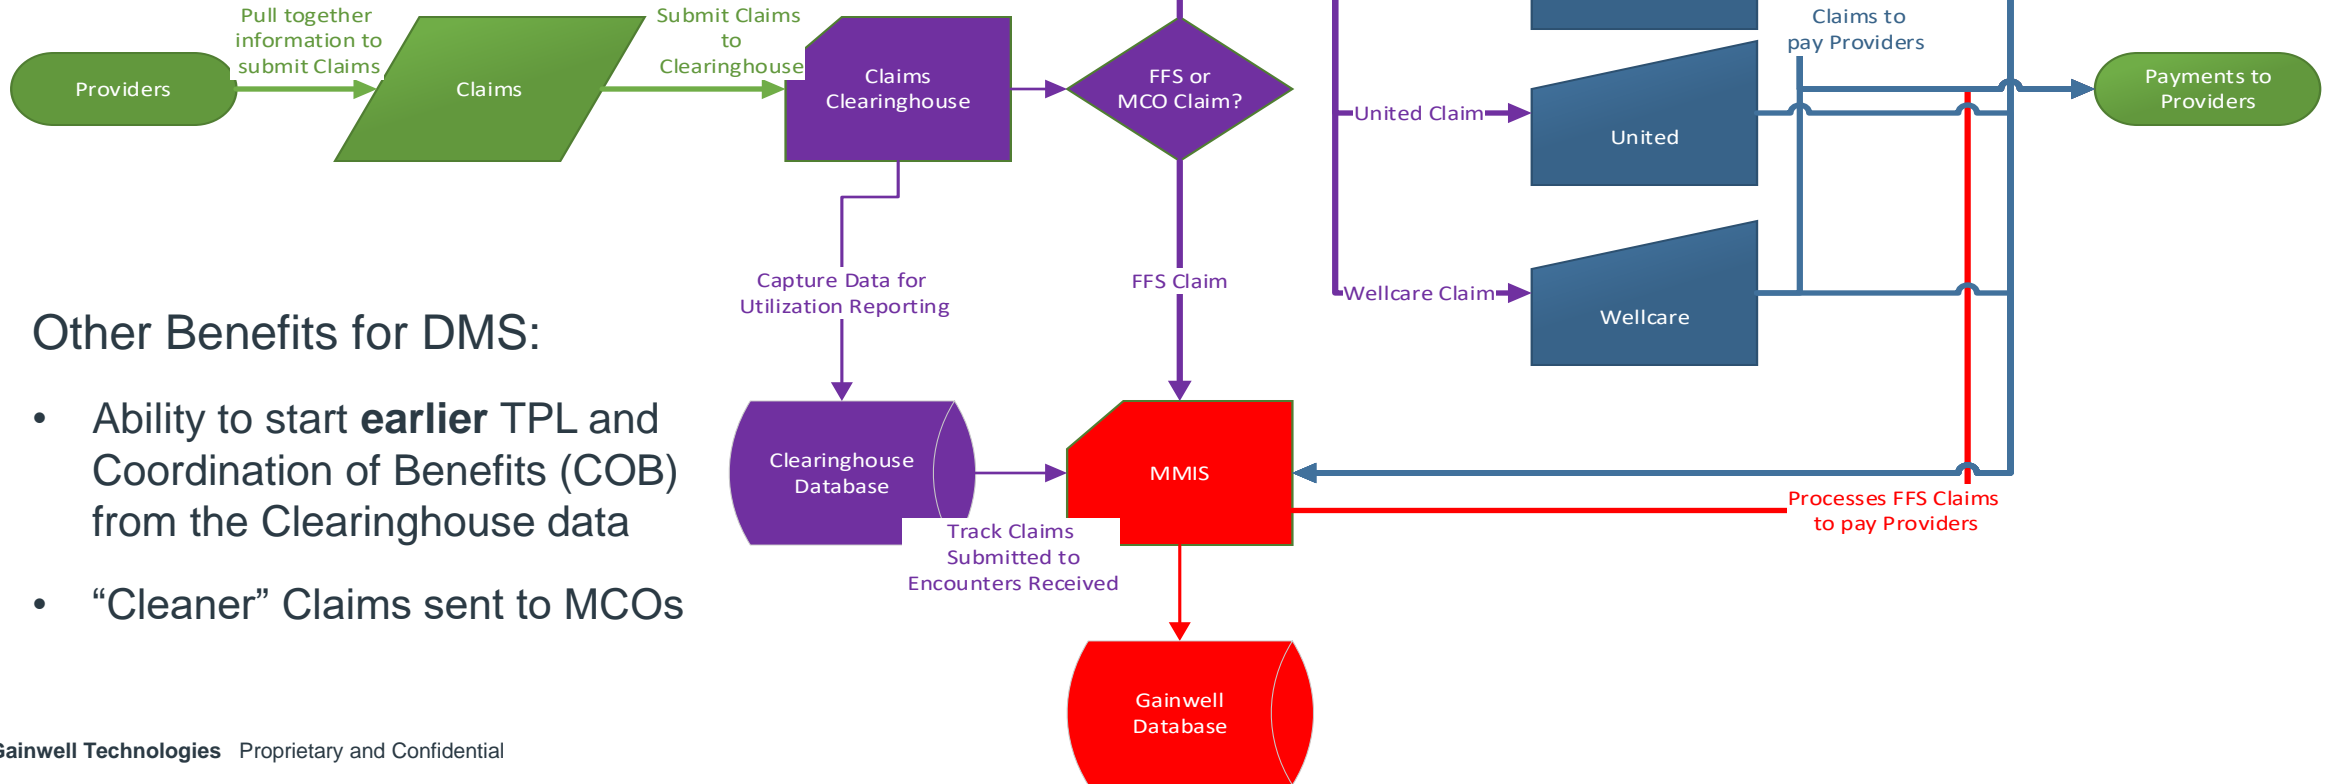 Pull together
information to
submit Claims
Submit Claims
to
Clearinghouse
Claims to
pay Providers
Providers
Claims
Claims
Clearinghouse
FFS or
MCO Claim?
United Claim
United
Payments to
Providers
Capture Data for
Utilization Reporting
FFS Claim
Wellcare Claim
Wellcare
Other Benefits for DMS:
• Ability to start earlier TPL and
Coordination of Benefits (COB)
from the Clearinghouse data
• “Cleaner” Claims sent to MCOs
Clearinghouse
Database
MMIS
Processes FFS Claims
to pay Providers
Track Claims
Submitted to
Encounters Received
Gainwell
Database
Gainwell Technologies Proprietary and Confidential